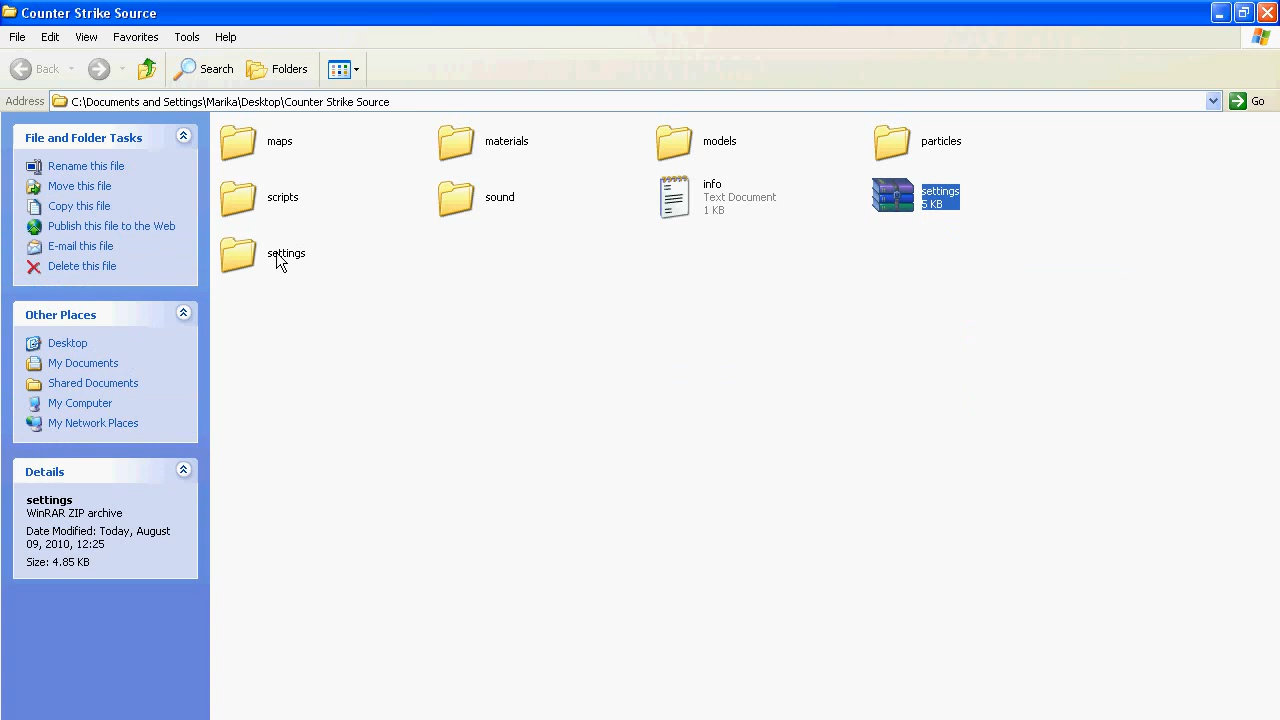 Counter Strike Source
File Edit View Favorites Tools Help
Back Search Folders
Address C:\Documents and Settings\Marika\Desktop\Counter Strike Source Go
File and Folder Tasks
Rename this file
Move this file
Copy this file
Publish this file to the Web
E-mail this file
Delete this file
Other Places
Desktop
My Documents
Shared Documents
My Computer
My Network Places
Details
settings
WinRAR ZIP archive
Date Modified: Today, August
09, 2010, 12:25
Size: 4.85 KB
maps
materials
models
particles
scripts
sound
info
Text Document
1 KB
settings
5 KB
settings